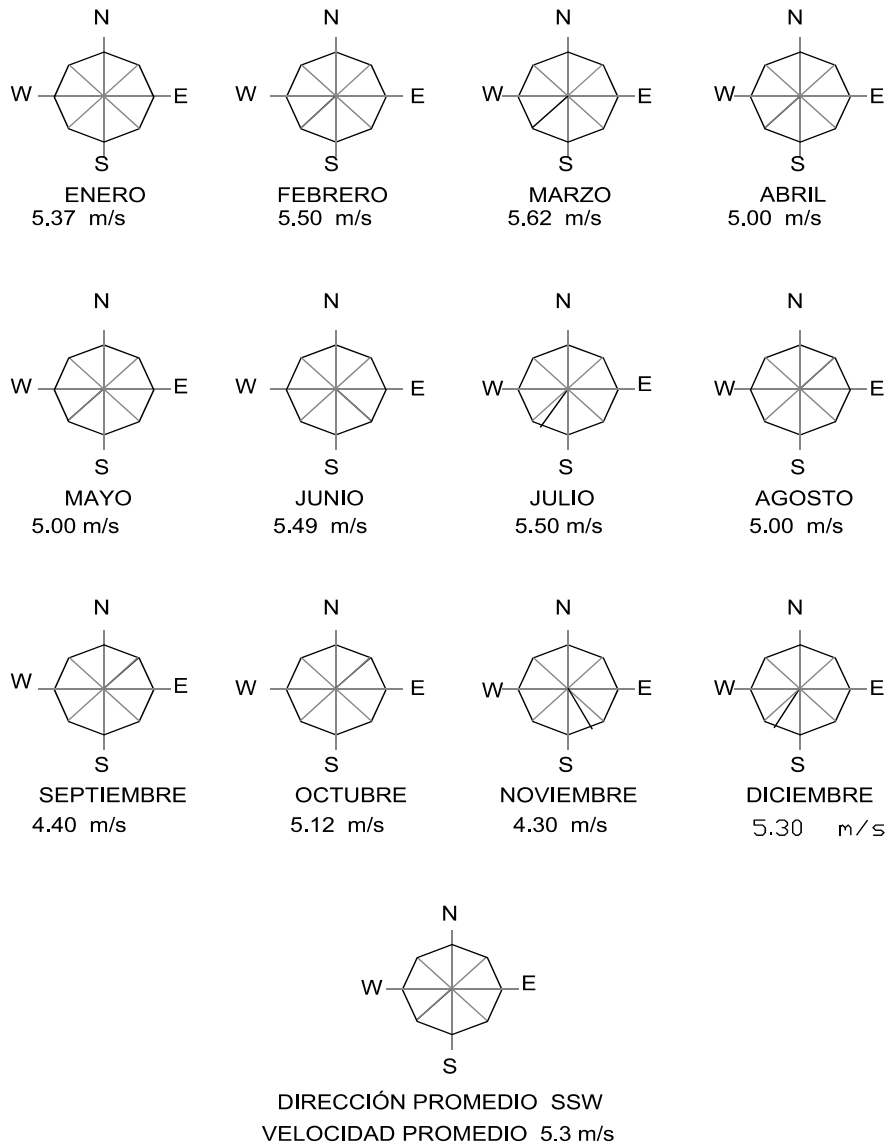 N N N N
W E W E W E W E
S S S S
ENERO FEBRERO MARZO ABRIL
5.37 m/s 5.50 m/s 5.62 m/s 5.00 m/s
N N N N
W E W E W E W E
S S S S
MAYO JUNIO JULIO AGOSTO
5.00 m/s 5.49 m/s 5.50 m/s 5.00 m/s
N N N N
W E W E W E W E
S S S S
SEPTIEMBRE OCTUBRE NOVIEMBRE DICIEMBRE
4.40 m/s 5.12 m/s 4.30 m/s 5.30 m/s
N
W E
S
DIRECCIÓN PROMEDIO SSW
VELOCIDAD PROMEDIO 5.3 m/s